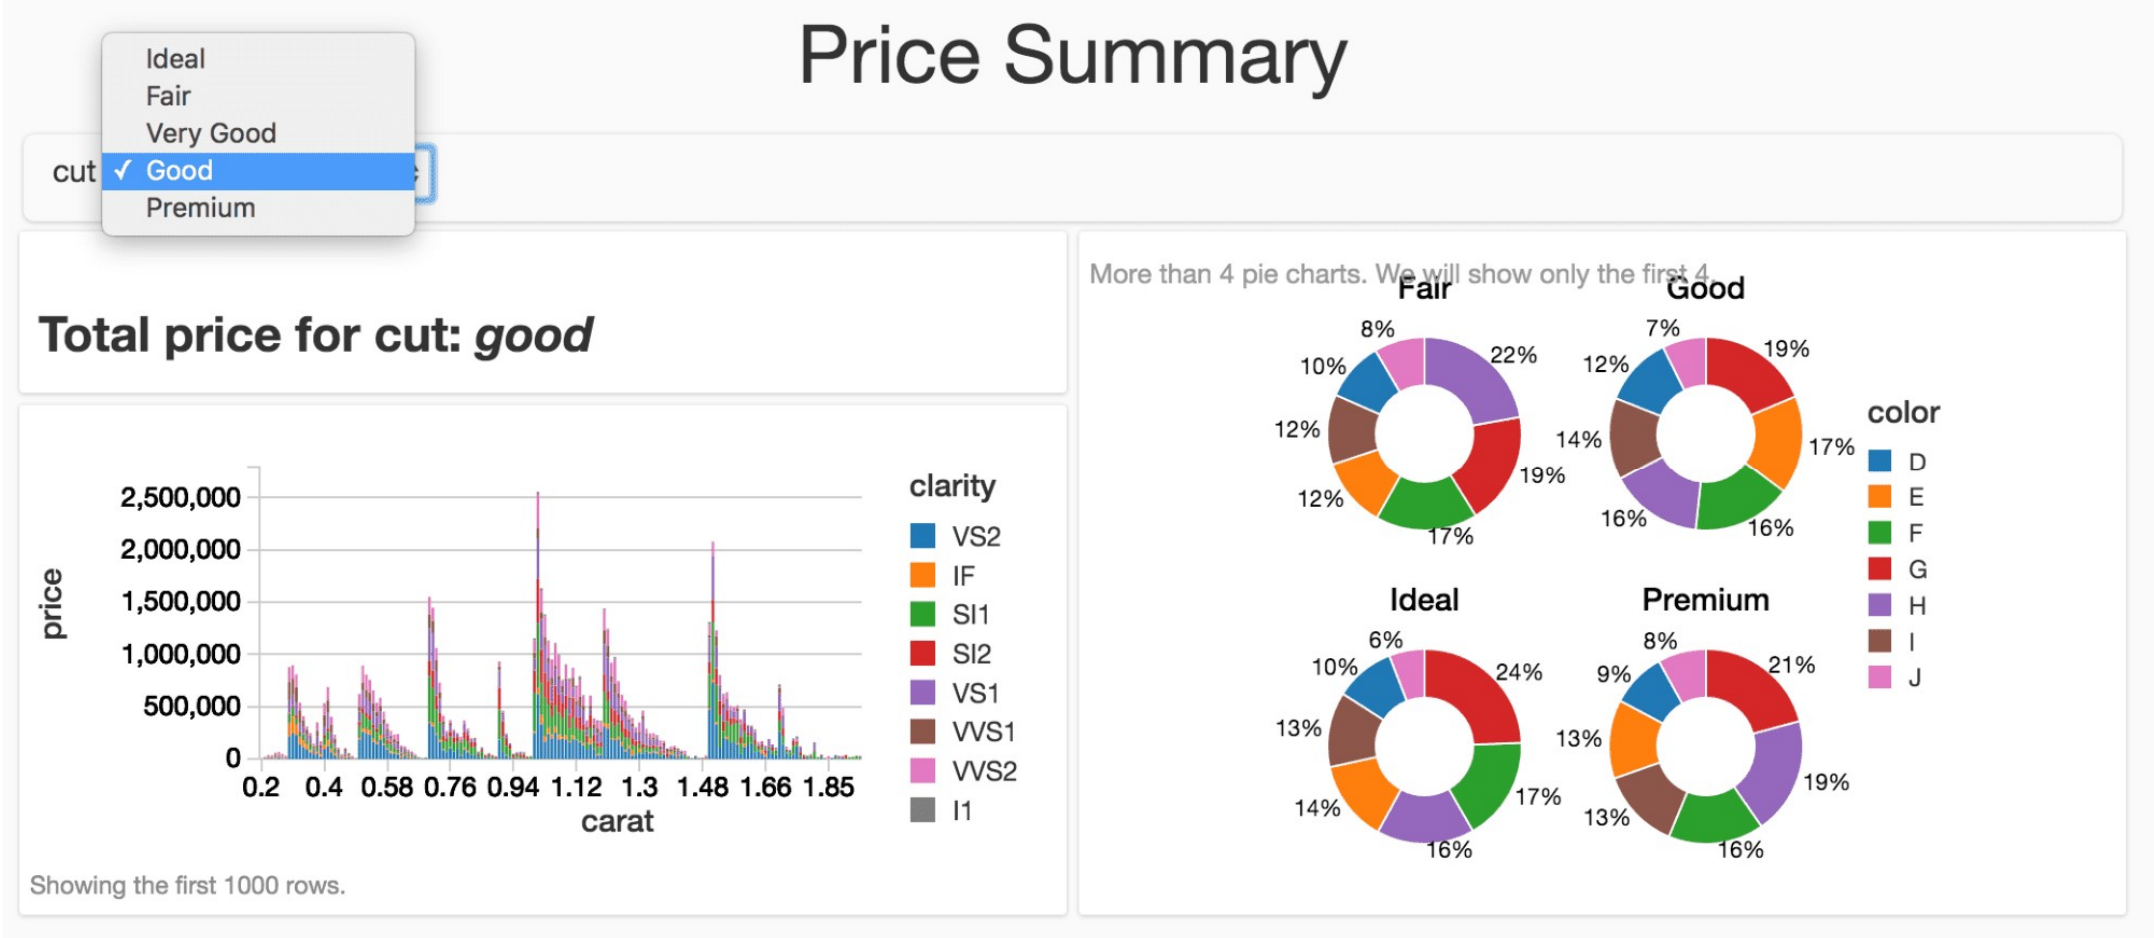 Price Summary
Ideal
Fair
Very Good
cut ✓ Good
Premium
Total price for cut: good
2,500,000
2,000,000
1,500,000
1,000,000
500,000
0
price
0.2 0.4 0.58 0.76 0.94 1.12 1.3 1.48 1.66 1.85
carat
clarity
VS2
IF
SI1
SI2
VS1
VVS1
VVS2
I1
Showing the first 1000 rows.
More than 4 pie charts. We will show only the first 4.
Fair
8%
22%
10%
12%
19%
12%
17%
Good
7%
19%
12%
14%
17%
16%
16%
Ideal
6%
24%
10%
13%
14%
17%
16%
Premium
8%
21%
9%
13%
19%
13%
16%
color
D
E
F
G
H
I
J